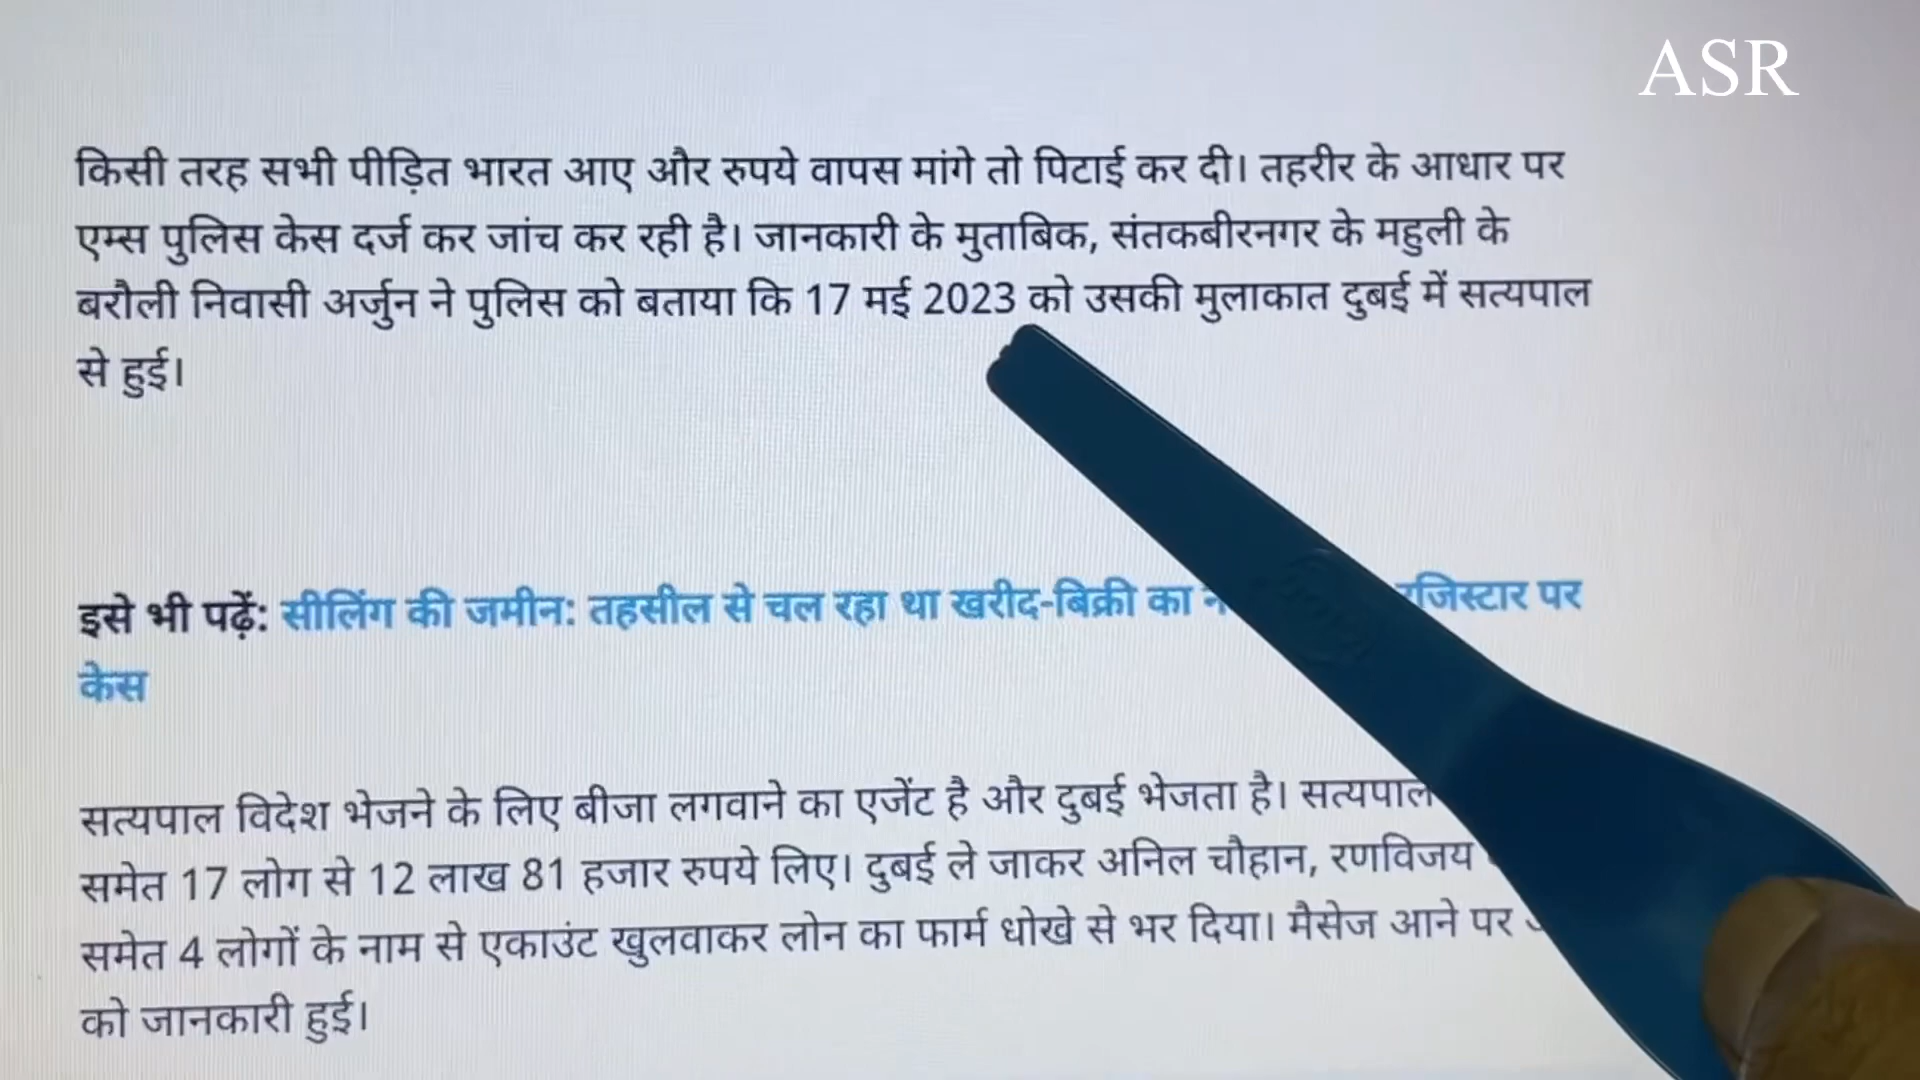 ASR
किसी तरह सभी पीड़ित भारत आए और रुपये वापस मांगे तो पिटाई कर दी। तहरीर के आधार पर
एम्स पुलिस केस दर्ज कर जांच कर रही है। जानकारी के मुताबिक, संतकबीरनगर के महुली के
बरौली निवासी अर्जुन ने पुलिस को बताया कि 17 मई 2023 को उसकी मुलाकात दुबई में सत्यपाल
से हुई।
इसे भी पढ़ें: सीलिंग की जमीन: तहसील से चल रहा था खरीद-बिक्री का पर
केस
सत्यपाल विदेश भेजने के लिए बीजा लगवाने का एजेंट है और दुबई भेजता है। सत्यपाल
समेत 17 लोग से 12 लाख 81 हजार रुपये लिए। दुबई ले जाकर अनिल चौहान, रणविजय
समेत 4 लोगों के नाम से एकाउंट खुलवाकर लोन का फार्म धोखे से भर दिया। मैसेज आने पर
को जानकारी हुई।